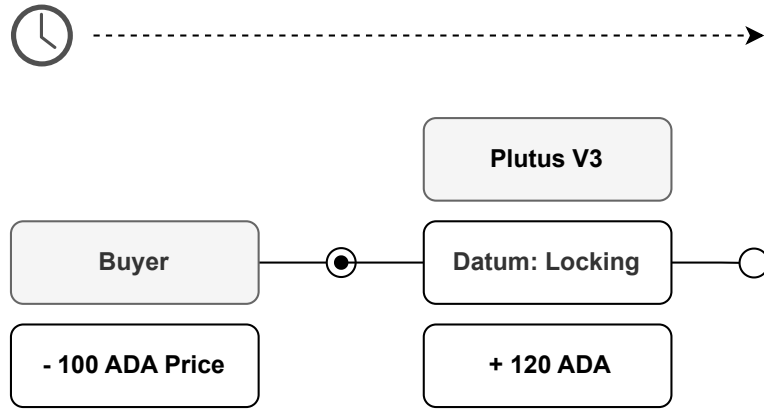 Plutus V3
Buyer
Datum: Locking
- 100 ADA Price
+ 120 ADA